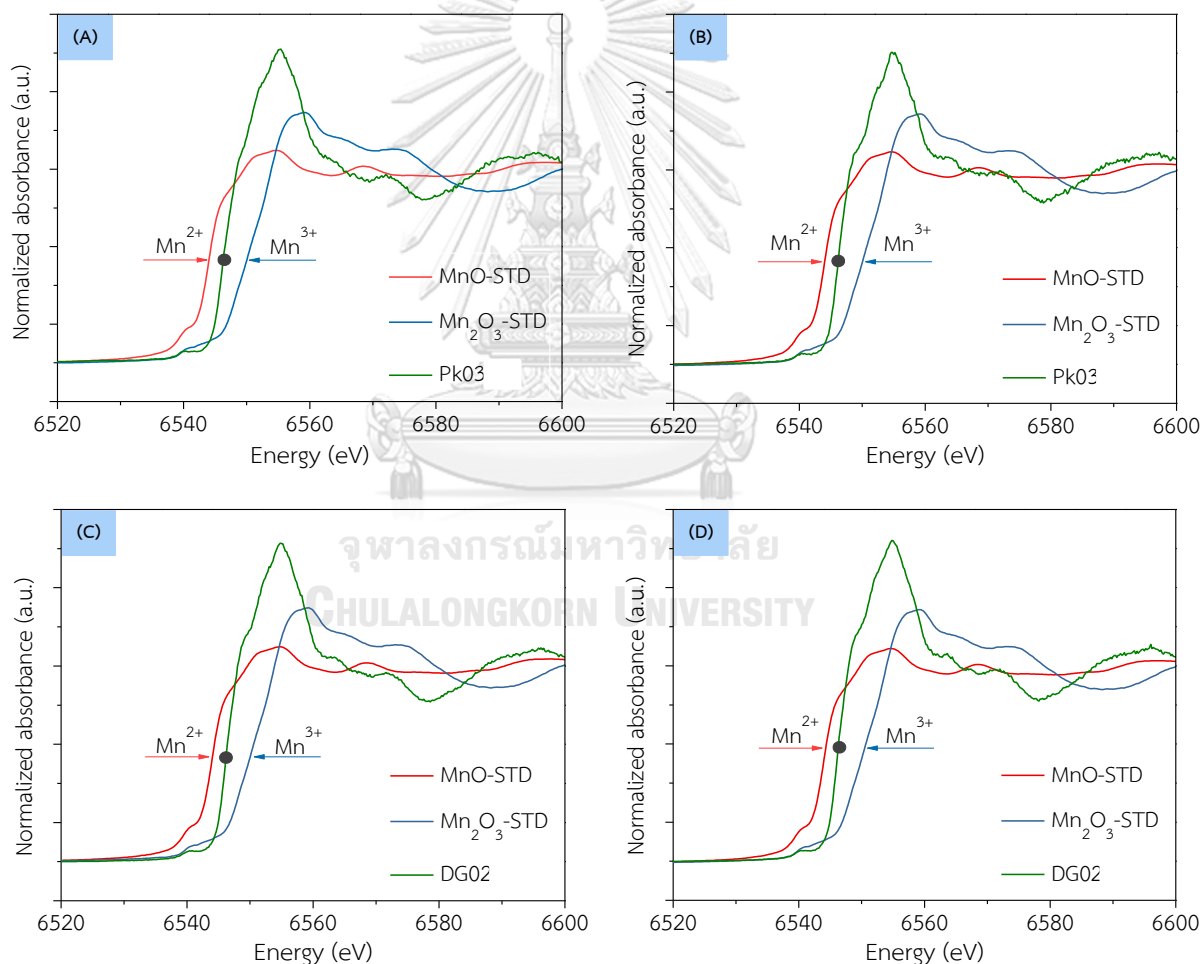 (A)
Normalized absorbance (a.u.)
Mn²⁺
Mn³⁺
MnO-STD
Mn₂O₃-STD
Pk03
6520 6540 6560 6580 6600
Energy (eV)
(B)
Normalized absorbance (a.u.)
Mn²⁺
Mn³⁺
MnO-STD
Mn₂O₃-STD
Pk03
6520 6540 6560 6580 6600
Energy (eV)
จุฬาลงกรณ์มหาวิทยาลัย
CHULALONGKORN UNIVERSITY
(C)
Normalized absorbance (a.u.)
Mn²⁺
Mn³⁺
MnO-STD
Mn₂O₃-STD
DG02
6520 6540 6560 6580 6600
Energy (eV)
(D)
Normalized absorbance (a.u.)
Mn²⁺
Mn³⁺
MnO-STD
Mn₂O₃-STD
DG02
6520 6540 6560 6580 6600
Energy (eV)